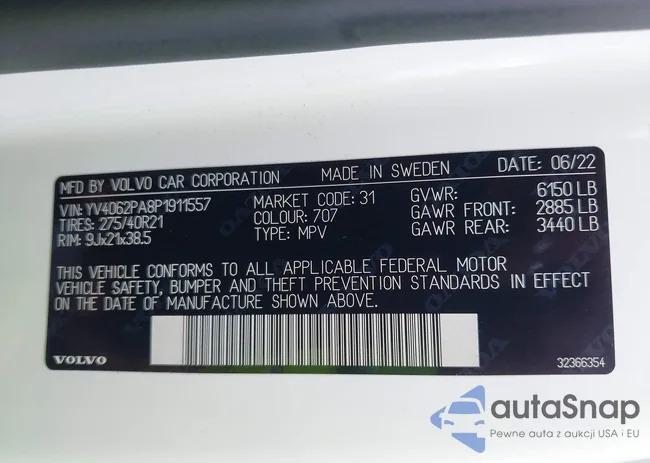 MFD BY VOLVO CAR CORPORATION MADE IN SWEDEN DATE: 06/22
VIN: YV4062PA8P1911557 MARKET CODE: 31 GVWR: 6150 LB
TIRES: 275/40R21 COLOUR: 707 GAWR FRONT: 2885 LB
RIM: 9Jx21x38.5 TYPE: MPV GAWR REAR: 3440 LB
THIS VEHICLE CONFORMS TO ALL APPLICABLE FEDERAL MOTOR
VEHICLE SAFETY, BUMPER AND THEFT PREVENTION STANDARDS IN EFFECT
ON THE DATE OF MANUFACTURE SHOWN ABOVE.
VOLVO 32366354
autaSnap
Pewne auta z aukcji USA i EU